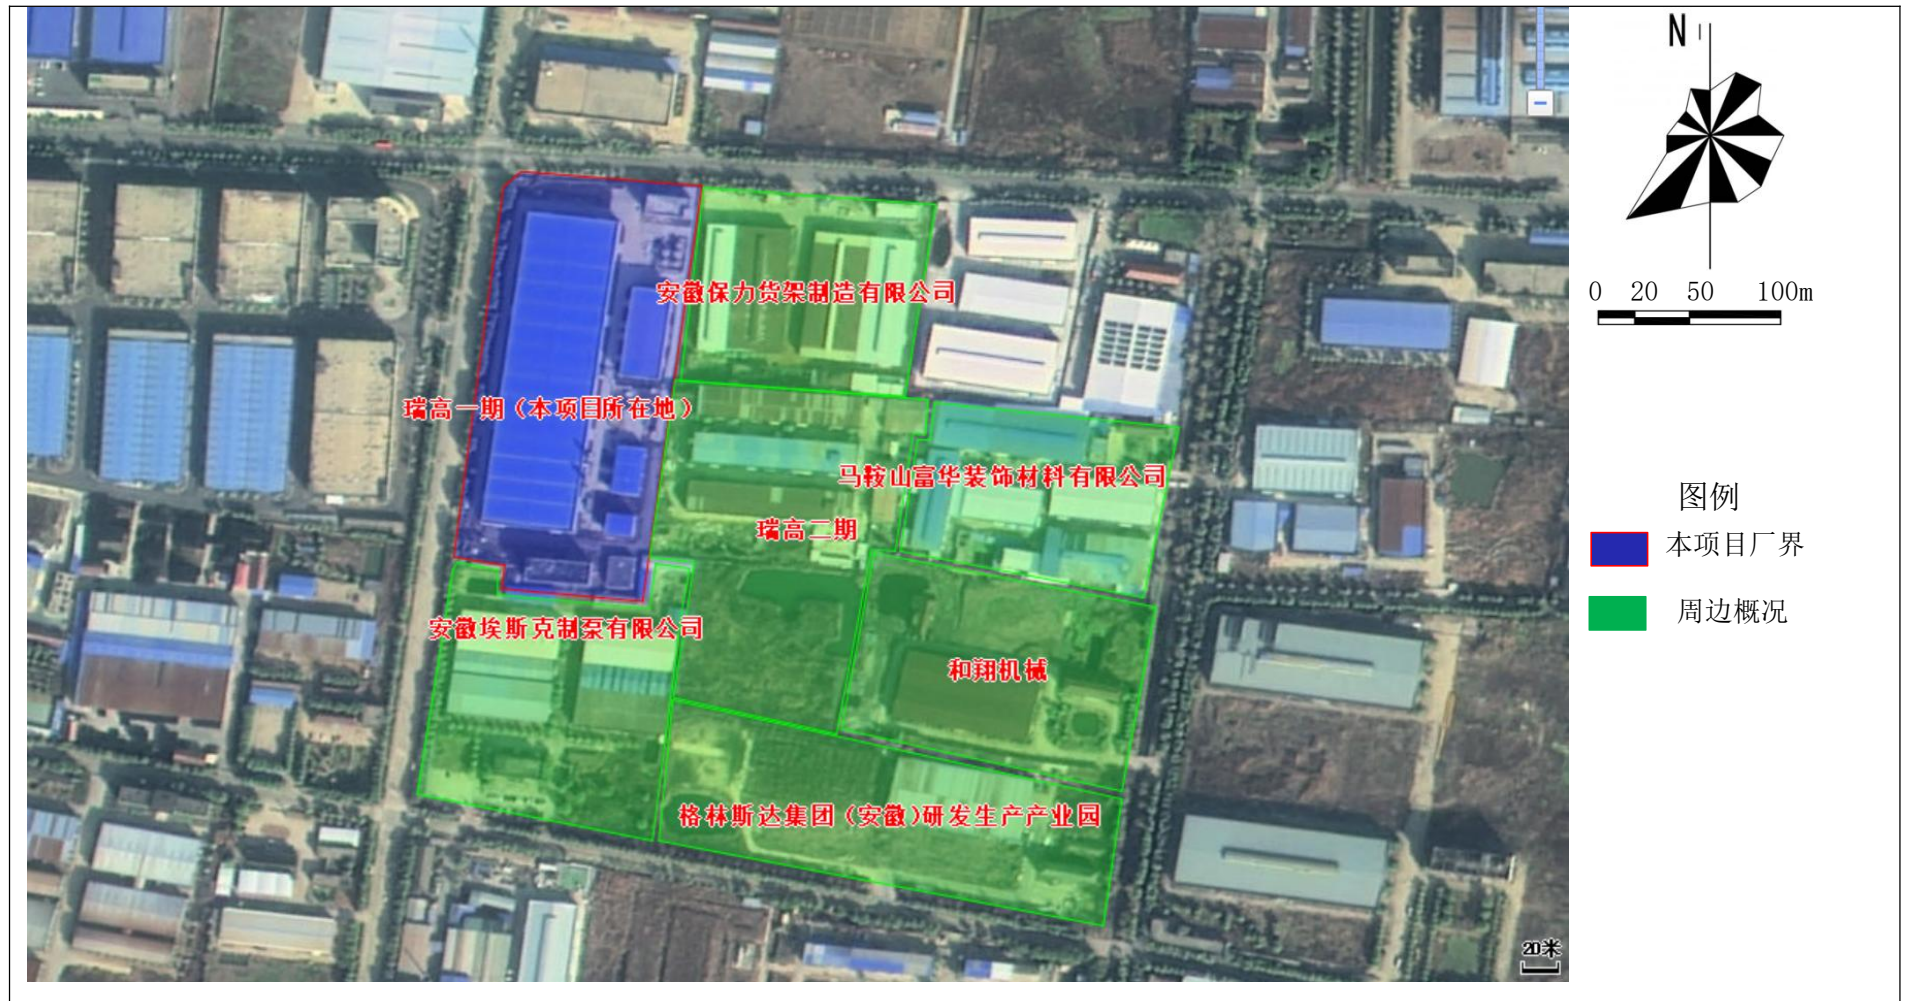 N
0 20 50 100m
安徽保力货架制造有限公司
瑞高一期（本项目所在地）
马鞍山富华装饰材料有限公司
瑞高二期
图例
本项目厂界
周边概况
安徽埃斯克制泵有限公司
和翔机械
格林斯达集团（安徽）研发生产产业园
20米